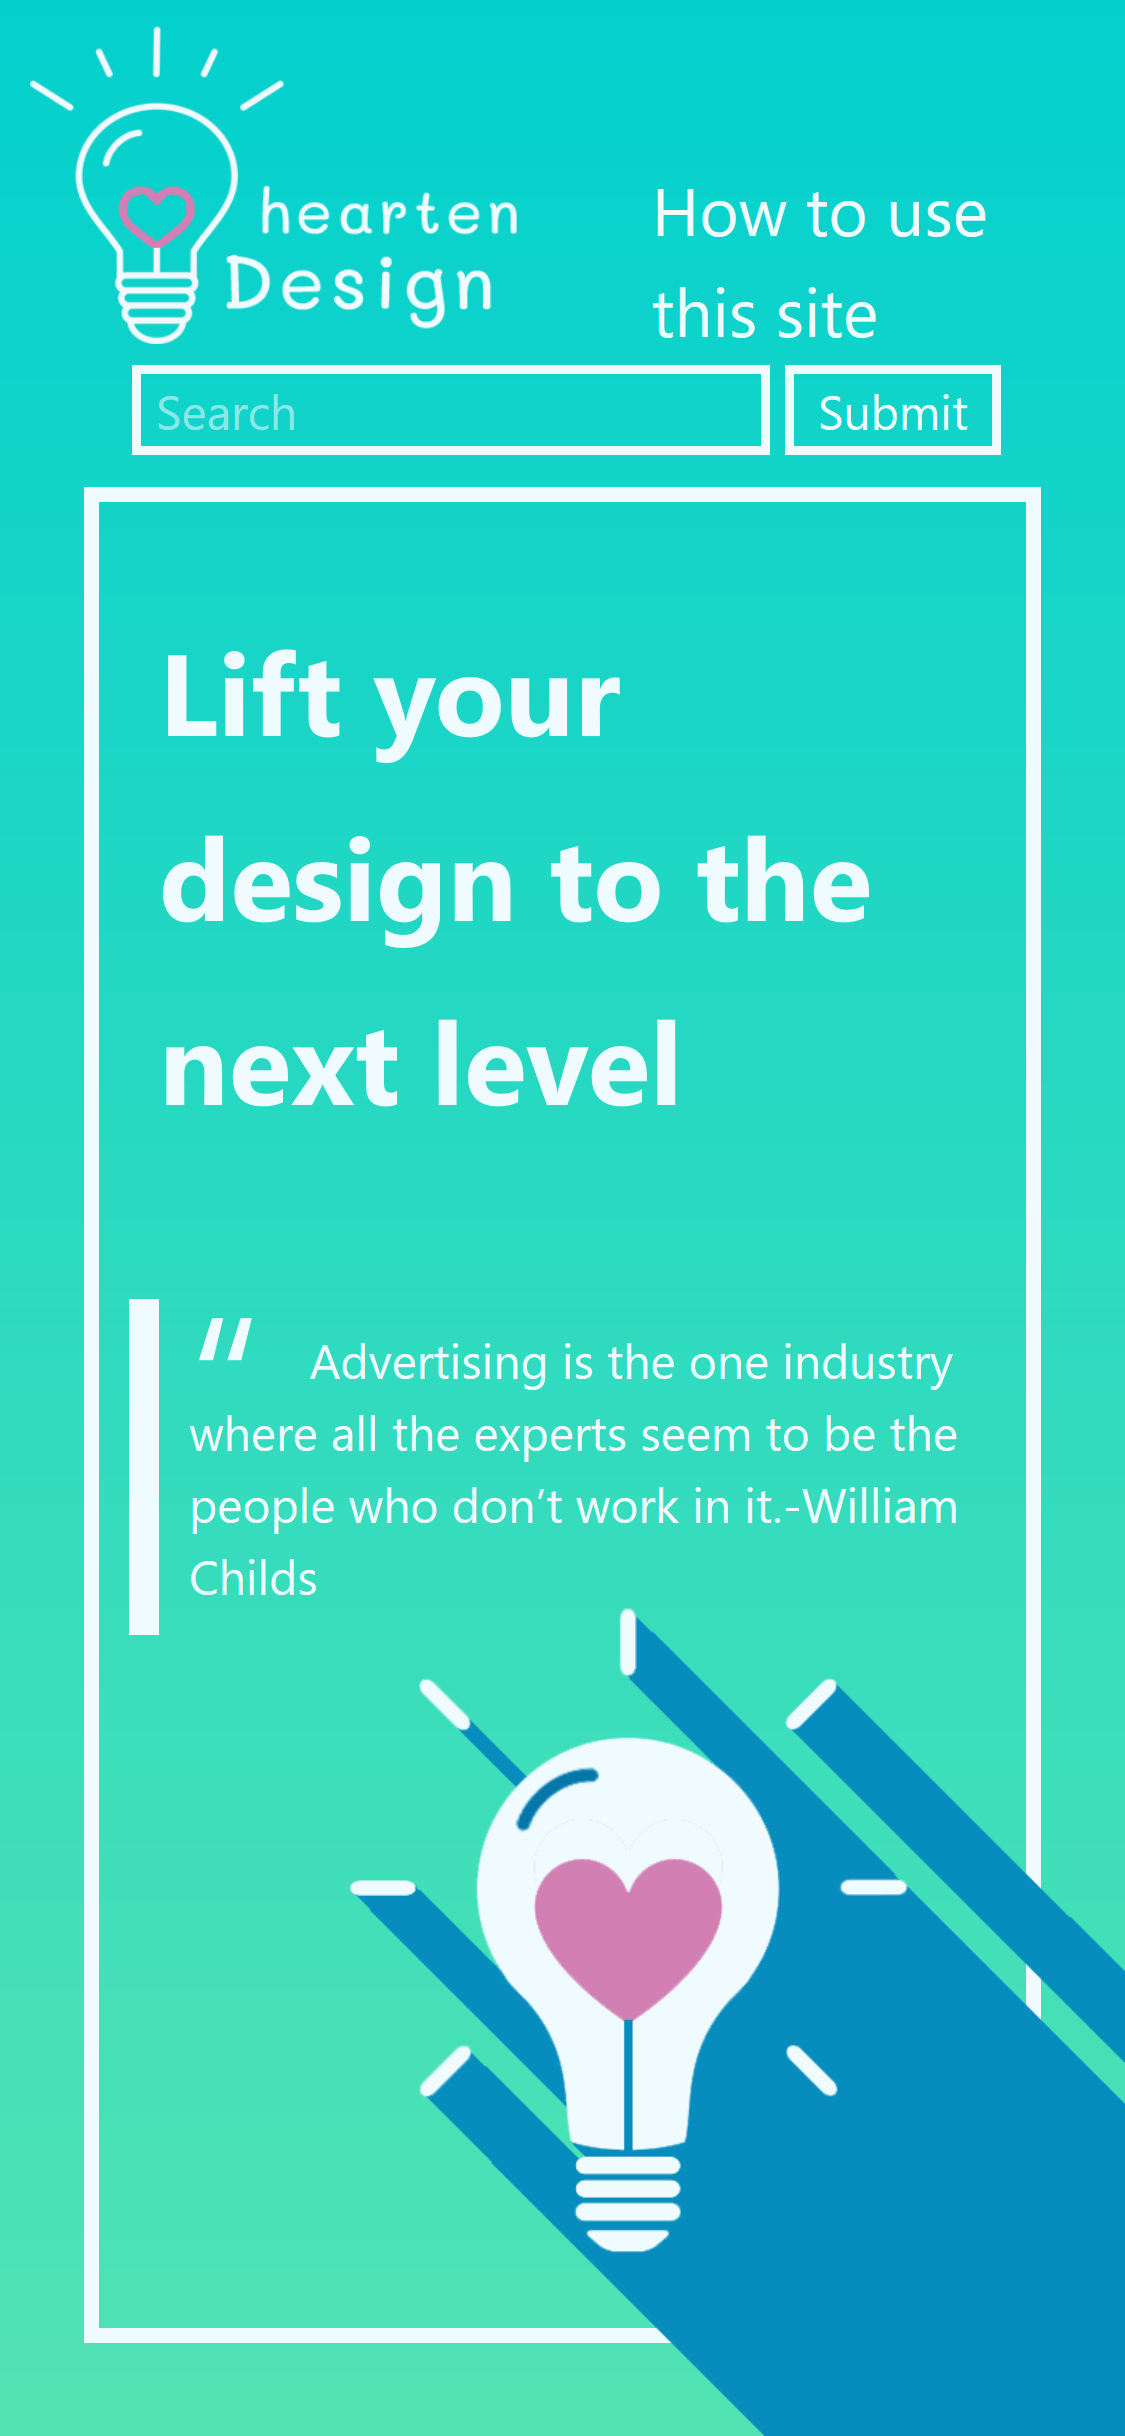 hearten
Design
How to use
this site
Search
Submit
Lift your
design to the
next level
“ Advertising is the one industry
where all the experts seem to be the
people who don’t work in it.-William
Childs